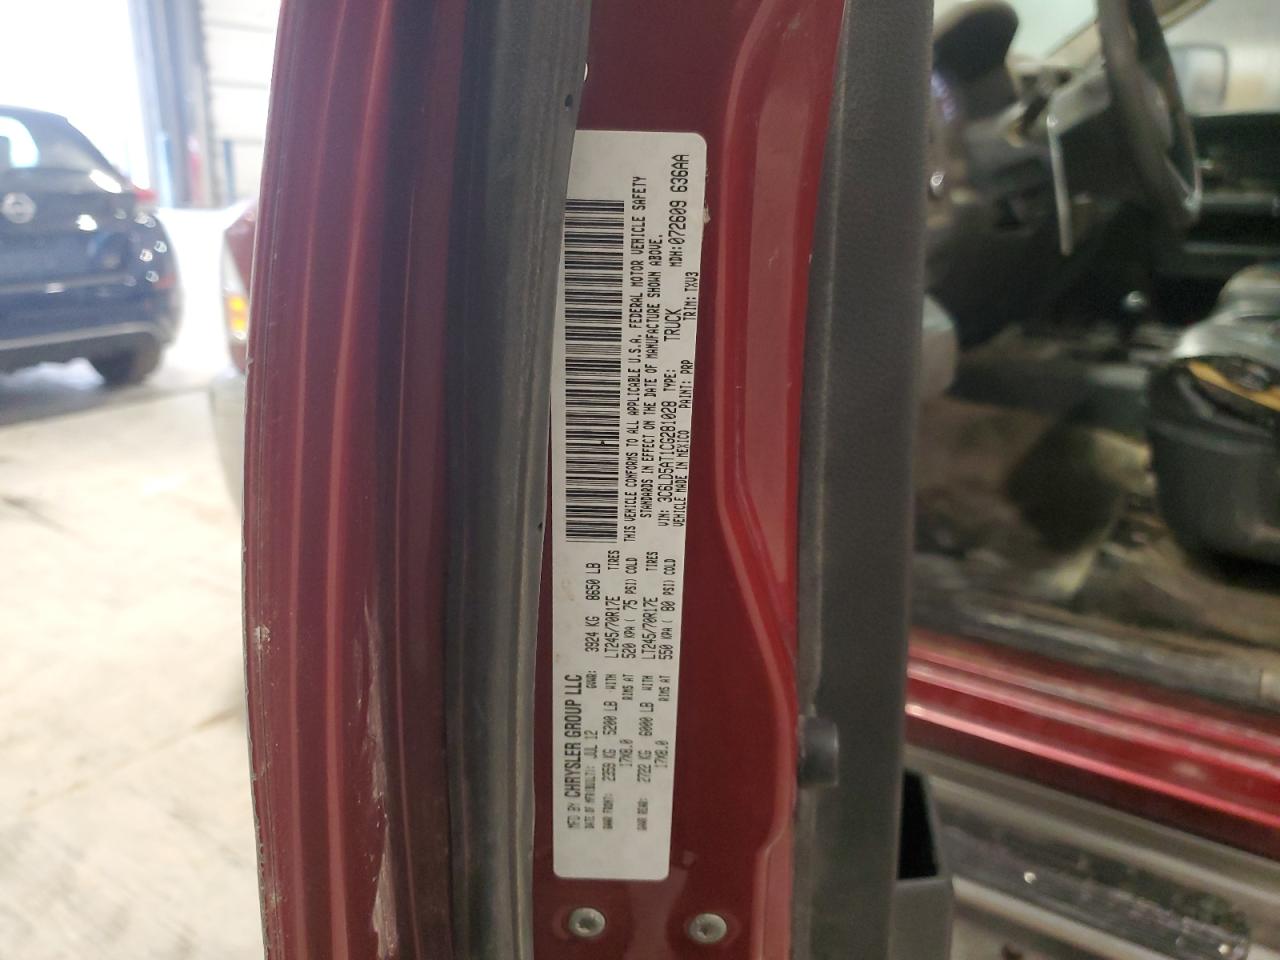 MFD BY CHRYSLER GROUP LLC
DATE OF MFR(BUILT): JUL 12 GVWR: 3924 KG 8650 LB
GAWR FRONT: 2359 KG 5200 LB WITH LT245/70R17E TIRES
17X8.0 RIMS AT 520 KPA ( 75 PSI) COLD
GAWR REAR: 2722 KG 6000 LB WITH LT245/70R17E TIRES
17X8.0 RIMS AT 550 KPA ( 80 PSI) COLD
THIS VEHICLE CONFORMS TO ALL APPLICABLE U.S.A. FEDERAL MOTOR VEHICLE SAFETY
STANDARDS IN EFFECT ON THE DATE OF MANUFACTURE SHOWN ABOVE.
VIN: 3C6LD5AT1CG281028 TYPE: TRUCK MDH:072609 636AA
VEHICLE MADE IN MEXICO PAINT: PRP TRIM: TXV3